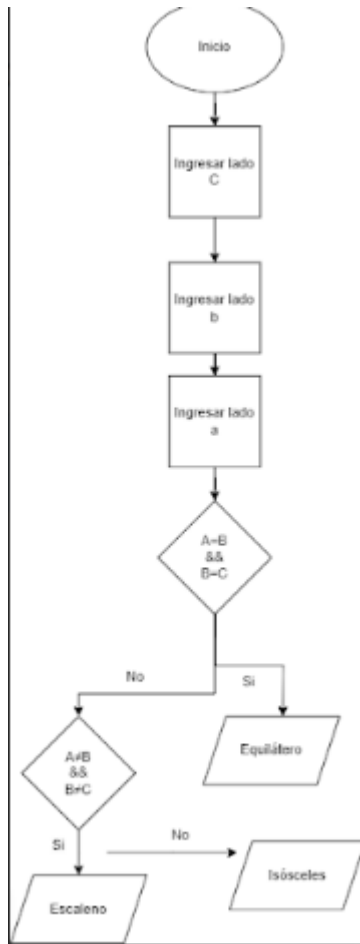 Inicio
Ingresar lado
C
Ingresar lado
b
Ingresar lado
a
A=B
&&
B=C
No
Si
Equilátero
A≠B
&&
B≠C
Si
No
Isósceles
Escaleno